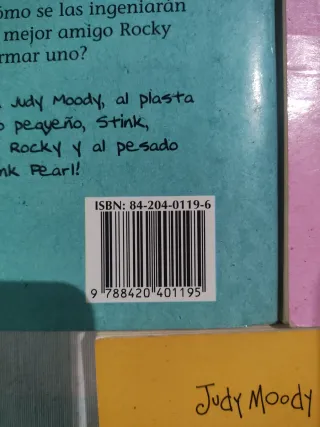 ómo se las ingeniarán
mejor amigo Rocky
rmar uno?
Judy Moody, al plasta
o pequeño, Stink,
Rocky y al pesado
nk Pearl!
ISBN: 84-204-0119-6
9 788420 401195
Judy Moody